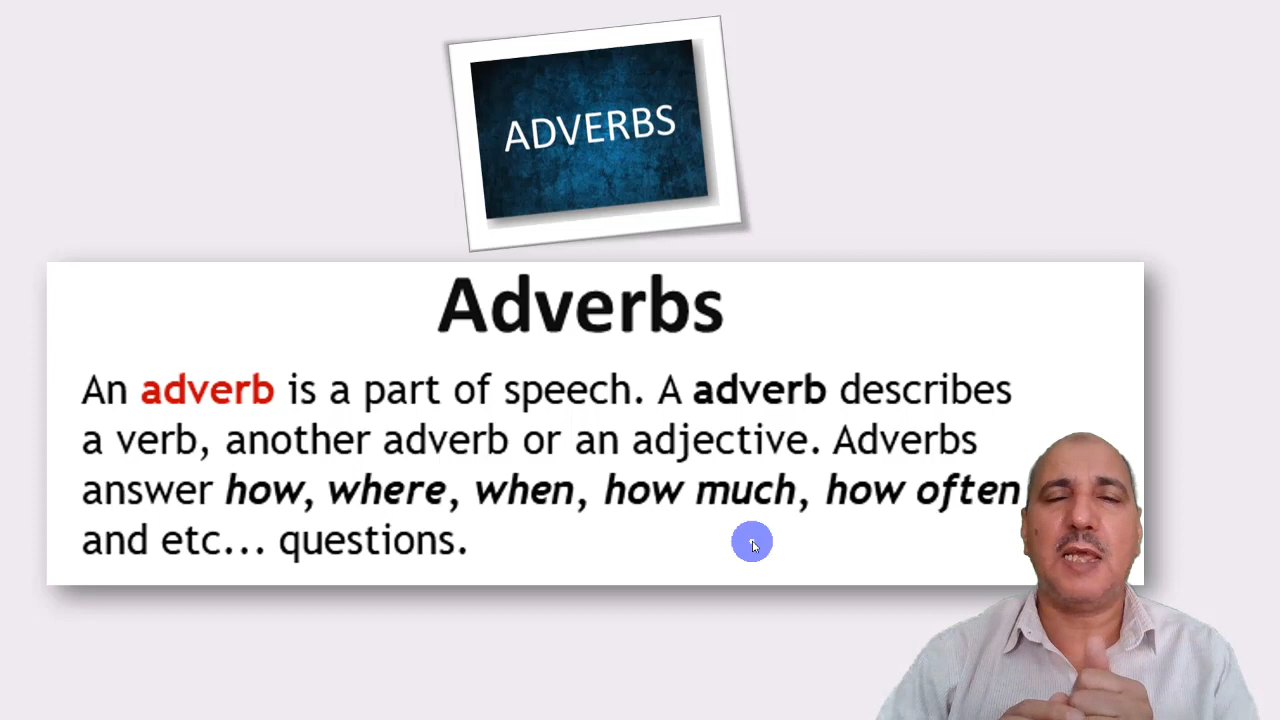 ADVERBS
Adverbs
An adverb is a part of speech. A adverb describes
a verb, another adverb or an adjective. Adverbs
answer how, where, when, how much, how often
and etc... questions.